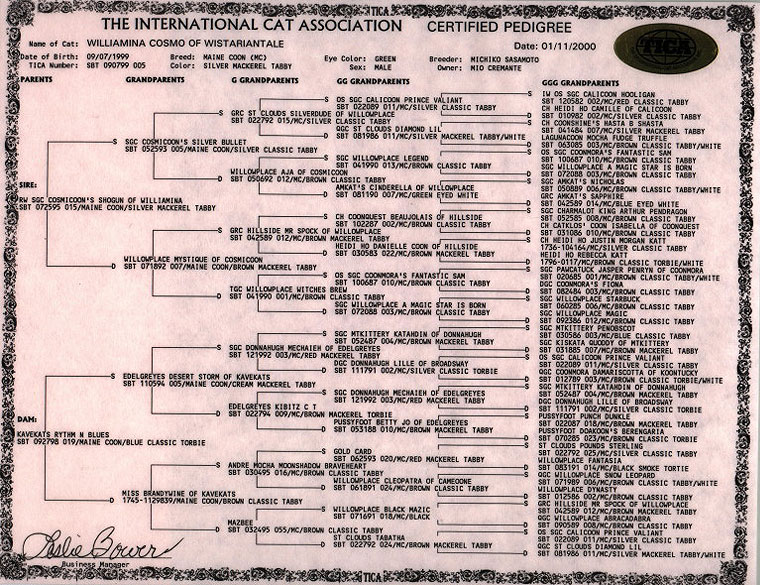 TICA
THE INTERNATIONAL CAT ASSOCIATION CERTIFIED PEDIGREE
TICA
Name of Cat: WILLIAMINA COSMO OF WISTARIANTALE
Date: 01/11/2000
Date of Birth: 09/07/1999 Breed: MAINE COON (MC) Eye Color: GREEN Breeder: MICHIKO SASAMOTO
TICA Number: SBT 090799 005 Color: SILVER MACKEREL TABBY Sex: MALE Owner: MIO CREMANTE
PARENTS GRANDPARENTS G GRANDPARENTS GG GRANDPARENTS GGG GRANDPARENTS
SIRE:
RW SGC COSMICOON'S SHOGUN OF WILLIAMINA
SBT 072595 015/MAINE COON/SILVER MACKEREL TABBY
DAM:
KAVEKATS RYTHM N BLUES
SBT 092798 019/MAINE COON/BLUE CLASSIC TORBIE
S SGC COSMICOON'S SILVER BULLET
SBT 052593 005/MAINE COON/SILVER CLASSIC TABBY
D WILLOWPLACE MYSTIQUE OF COSMICOON
SBT 071892 007/MAINE COON/BROWN MACKEREL TABBY
S EDELGREYES DESERT STORM OF KAVEKATS
SBT 110594 005/MAINE COON/CREAM MACKEREL TABBY
D MISS BRANDYWINE OF KAVEKATS
1745-1129839/MAINE COON/BROWN CLASSIC TABBY
S GRC ST CLOUDS SILVERDUDE OF WILLOWPLACE
SBT 022792 015/MC/SILVER CLASSIC TABBY
D WILLOWPLACE AJA OF COSMICOON
SBT 050692 012/MC/BROWN CLASSIC TABBY
S GRC HILLSIDE MR SPOCK OF WILLOWPLACE
SBT 042589 012/MC/BROWN MACKEREL TABBY
D TGC WILLOWPLACE WITCHES BREW
SBT 041990 001/MC/BROWN CLASSIC TABBY
S SGC DONNAHUGH MECHAIEH OF EDELGREYES
SBT 121992 003/MC/RED MACKEREL TABBY
D EDELGREYES KIBITZ C T
SBT 022794 009/MC/BROWN MACKEREL TORBIE
S ANDRE MOCHA MOONSHADOW BRAVEHEART
SBT 030495 016/MC/BROWN CLASSIC TABBY
D MAZBEE
SBT 032495 055/MC/BROWN CLASSIC TABBY
S OS SGC CALICOON PRINCE VALIANT
SBT 022089 011/MC/SILVER CLASSIC TABBY
D QGC ST CLOUDS DIAMOND LIL
SBT 081986 011/MC/SILVER MACKEREL TABBY/WHITE
S SGC WILLOWPLACE LEGEND
SBT 041990 013/MC/BROWN CLASSIC TABBY
D AMKAT'S CINDERELLA OF WILLOWPLACE
SBT 081190 007/MC/GREEN EYED WHITE
S CH COONQUEST BEAUJOLAIS OF HILLSIDE
SBT 102287 002/MC/BROWN CLASSIC TABBY
D HEIDI HO DANIELLE COON OF HILLSIDE
SBT 030583 022/MC/BROWN MACKEREL TABBY
S OS SGC COONMORA'S FANTASTIC SAM
SBT 100687 010/MC/BROWN CLASSIC TABBY
D SGC WILLOWPLACE A MAGIC STAR IS BORN
SBT 072088 003/MC/BROWN CLASSIC TABBY
S SGC MTKITTERY KATAHDIN OF DONNAHUGH
SBT 052487 004/MC/BROWN MACKEREL TABBY
D DGC DONNAHUGH LILLE OF BROADSWAY
SBT 111791 002/MC/SILVER CLASSIC TORBIE
S SGC DONNAHUGH MECHAIEH OF EDELGREYES
SBT 121992 003/MC/RED MACKEREL TABBY
D PUSSYFOOT BETTY JO OF EDELGREYES
SBT 053188 010/MC/BROWN MACKEREL TABBY
S GOLD CARD
SBT 062593 020/MC/RED MACKEREL TABBY
D WILLOWPLACE CLEOPATRA OF CAMEOONE
SBT 061891 024/MC/BROWN CLASSIC TABBY
S WILLOWPLACE BLACK MAZIC
SBT 071691 018/MC/BLACK
D ST CLOUDS TABATHA
SBT 022792 024/MC/BROWN MACKEREL TABBY
S IW OS SGC CALICOON HOOLIGAN
SBT 120582 002/MC/RED CLASSIC TABBY
D CH HEIDI HO CAMILLE OF CALICOON
SBT 010982 002/MC/SILVER CLASSIC TABBY
S CH COONSHINE'S HASTA B SHASTA
SBT 041484 007/MC/SILVER MACKEREL TABBY
D LAGUNACOON MOCHA FUDGE TRUFFLE
SBT 063085 003/MC/BROWN CLASSIC TABBY/WHITE
S OS SGC COONMORA'S FANTASTIC SAM
SBT 100687 010/MC/BROWN CLASSIC TABBY
D SGC WILLOWPLACE A MAGIC STAR IS BORN
SBT 072088 003/MC/BROWN CLASSIC TABBY
S SGC AMKAT'S NICHOLAS
SBT 050889 006/MC/BROWN CLASSIC TABBY/WHITE
D GRC AMKAT'S SAPPHIRE
SBT 042589 014/MC/BLUE EYED WHITE
S SGC CHARMALOT KING ARTHUR PENDRAGON
SBT 052585 008/MC/BROWN CLASSIC TABBY
D CH CATKLOS' COON ISABELLA OF COONQUEST
SBT 031086 010/MC/BROWN CLASSIC TABBY
S CH HEIDI HO JUSTIN MORGAN KATT
1736-104164/MC/SILVER CLASSIC TABBY
D HEIDI HO REBECCA KATT
1796-0117/MC/BROWN CLASSIC TORBIE/WHITE
S SGC PAWCATUCK JASPER PENRYN OF COONMORA
SBT 020685 001/MC/BROWN CLASSIC TABBY/WHITE
D DGC COONMORA'S FIONA
SBT 082484 003/MC/BROWN CLASSIC TABBY
S SGC WILLOWPLACE STARBUCK
SBT 060285 006/MC/BROWN CLASSIC TABBY
D SGC WILLOWPLACE MAGIC
SBT 092386 012/MC/BROWN CLASSIC TABBY
S SGC MTKITTERY PENOBSCOT
SBT 030586 003/MC/BLUE CLASSIC TABBY
D SGC KISKATA QUODDY OF MTKITTERY
SBT 031885 007/MC/BROWN MACKEREL TABBY
S OS SGC CALICOON PRINCE VALIANT
SBT 022089 011/MC/SILVER CLASSIC TABBY
D QGC COONMORA DAMARISCOTTA OF KOONTUCKY
SBT 012789 003/MC/BROWN CLASSIC TORBIE/WHITE
S SGC MTKITTERY KATAHDIN OF DONNAHUGH
SBT 052487 004/MC/BROWN MACKEREL TABBY
D DGC DONNAHUGH LILLE OF BROADSWAY
SBT 111791 002/MC/SILVER CLASSIC TORBIE
S PUSSYFOOT PUNCH DUNKLE
SBT 022087 018/MC/BROWN MACKEREL TABBY
D PUSSYFOOT DOAKOON'S BERENGARIA
SBT 070285 023/MC/BROWN CLASSIC TORBIE
S ST CLOUDS POUNDS STERLING
SBT 022792 025/MC/SILVER CLASSIC TABBY
D WILLOWPLACE FANTASIA
SBT 083191 014/MC/BLACK SMOKE TORTIE
S QGC WILLOWPLACE SNOW LEOPARD
SBT 071989 006/MC/BROWN CLASSIC TABBY/WHITE
D WILLOWPLACE DYNASTY
SBT 012586 002/MC/BROWN MACKEREL TABBY
S GRC HILLSIDE MR SPOCK OF WILLOWPLACE
SBT 042589 012/MC/BROWN MACKEREL TABBY
D QGC WILLOWPLACE ABRACADABRA
SBT 090589 008/MC/BROWN CLASSIC TORBIE
S OS SGC CALICOON PRINCE VALIANT
SBT 022089 011/MC/SILVER CLASSIC TABBY
D QGC ST CLOUDS DIAMOND LIL
SBT 081986 011/MC/SILVER MACKEREL TABBY/WHITE
Leslie Bowers
Business Manager
TICA